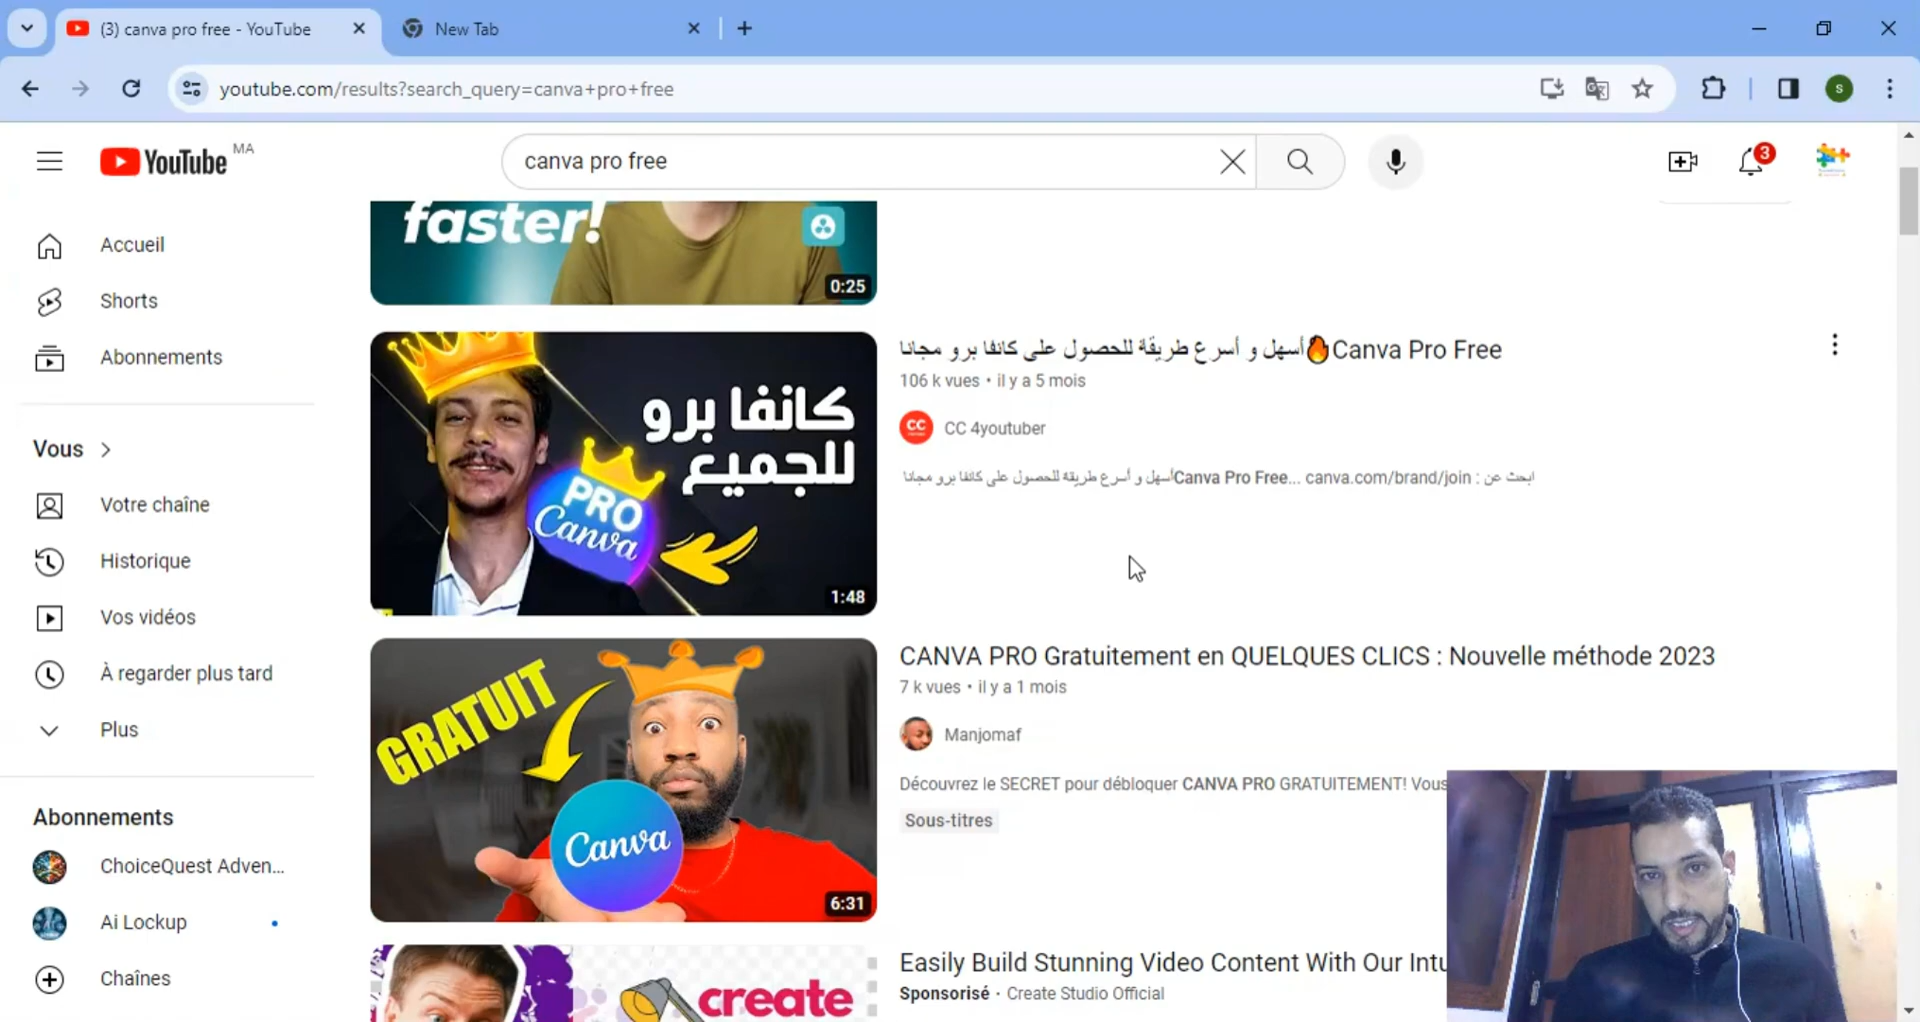 (3) canva pro free - YouTube
New Tab
youtube.com/results?search_query=canva+pro+free
YouTube MA
canva pro free
3
Accueil
Shorts
Abonnements
Vous
Votre chaîne
Historique
Vos vidéos
À regarder plus tard
Plus
Abonnements
ChoiceQuest Adven...
Ai Lockup
Chaînes
faster!
0:25
كانفا برو
للجميع
PRO
Canva
1:48
أسهل و أسرع طريقة للحصول على كانفا برو مجانا🔥Canva Pro Free
106 k vues • il y a 5 mois
CC
CC 4youtuber
أسهل و أسرع طريقة للحصول على كانفا برو مجاناCanva Pro Free... canva.com/brand/join : ابحث عن
GRATUIT
Canva
6:31
CANVA PRO Gratuitement en QUELQUES CLICS : Nouvelle méthode 2023
7 k vues • il y a 1 mois
Manjomaf
Découvrez le SECRET pour débloquer CANVA PRO GRATUITEMENT! Vous
Sous-titres
create
Easily Build Stunning Video Content With Our Intu
Sponsorisé · Create Studio Official
S